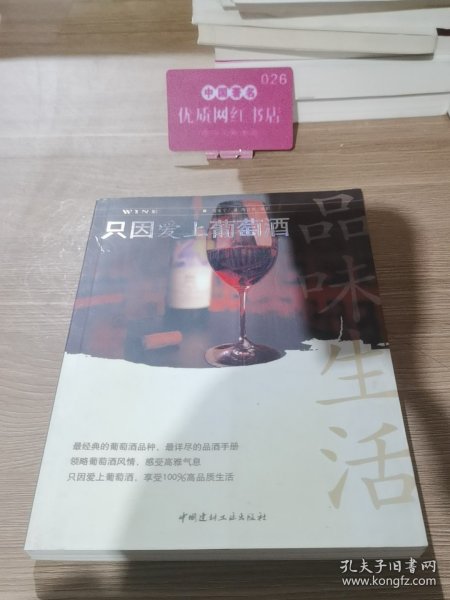 026
中国著名
优质网红书店
WINE
只因爱上葡萄酒
品味生活
最经典的葡萄酒品种、最详尽的品酒手册
领略葡萄酒风情，感受高雅气息
只因爱上葡萄酒，享受100%高品质生活
中国建材工业出版社
孔夫子旧书网
www.kongfz.com